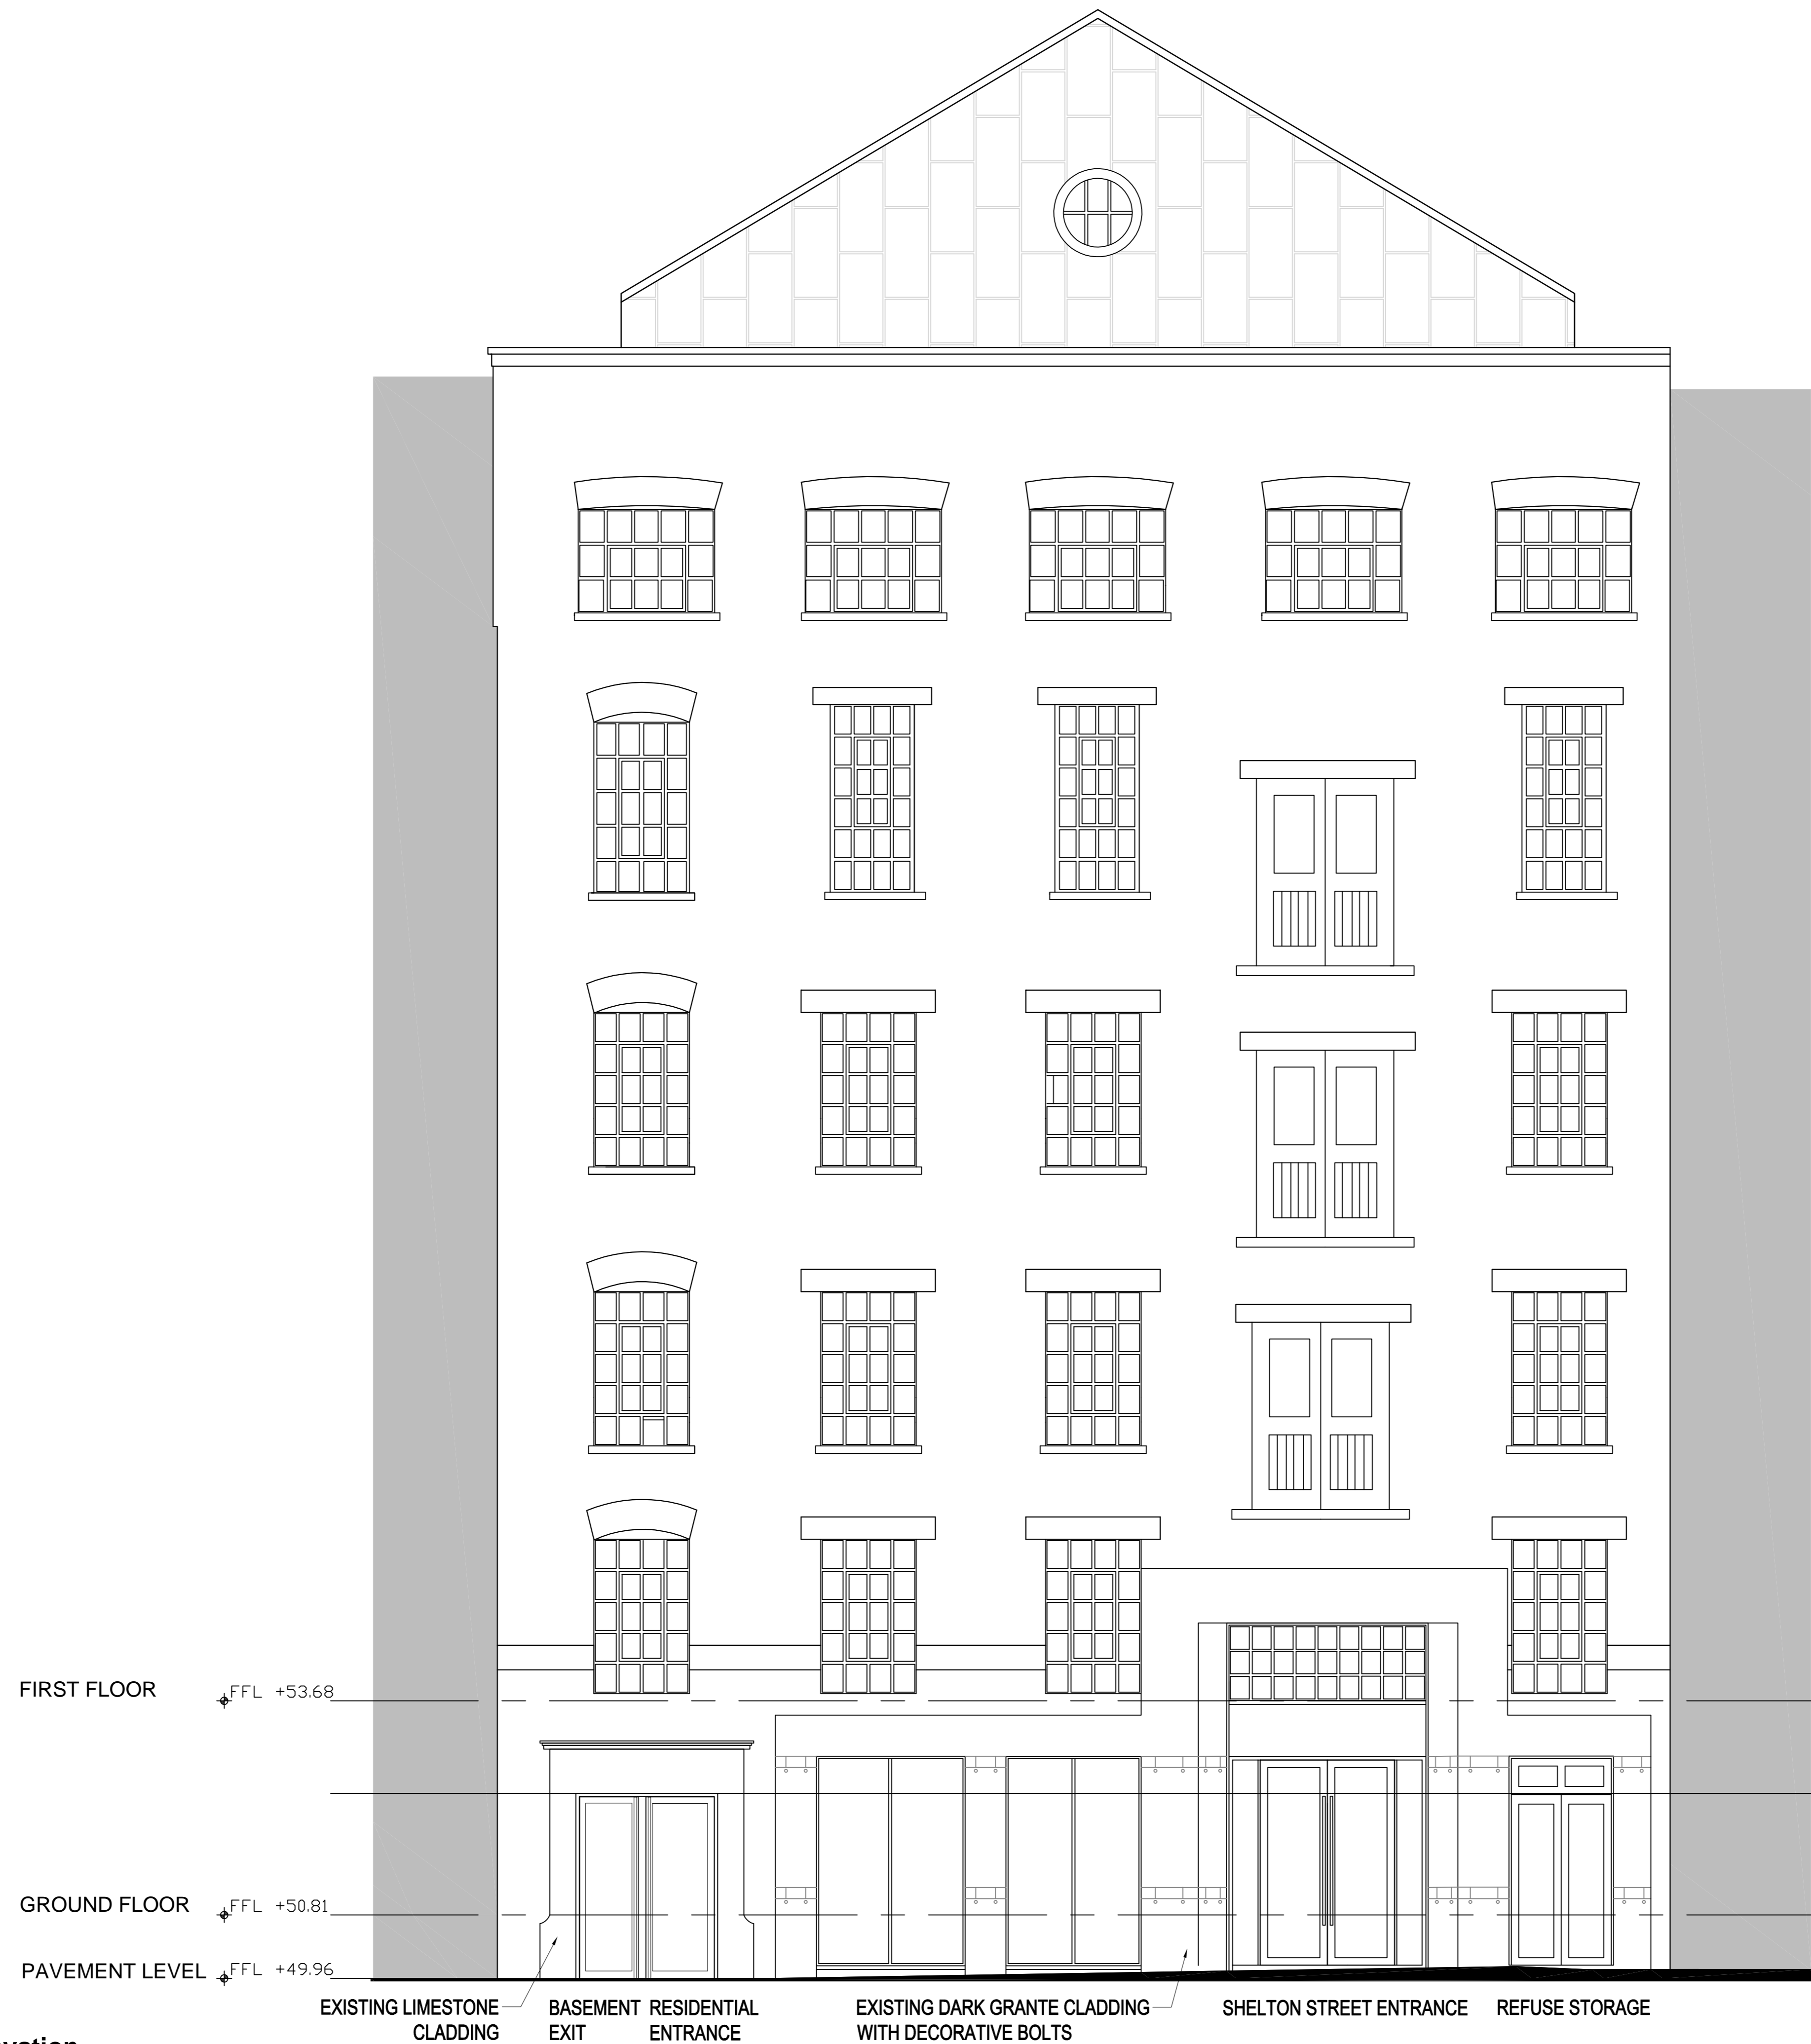 FIRST FLOOR FFL +53.68
GROUND FLOOR FFL +50.81
PAVEMENT LEVEL FFL +49.96
EXISTING LIMESTONE
CLADDING
BASEMENT
EXIT
RESIDENTIAL
ENTRANCE
EXISTING DARK GRANTE CLADDING
WITH DECORATIVE BOLTS
SHELTON STREET ENTRANCE
REFUSE STORAGE